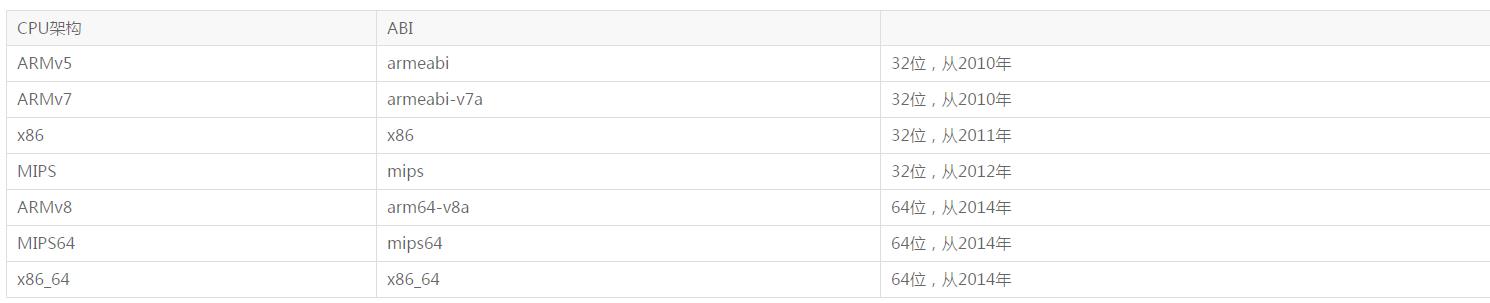 CPU架构 ABI
ARMv5 armeabi 32位，从2010年
ARMv7 armeabi-v7a 32位，从2010年
x86 x86 32位，从2011年
MIPS mips 32位，从2012年
ARMv8 arm64-v8a 64位，从2014年
MIPS64 mips64 64位，从2014年
x86_64 x86_64 64位，从2014年